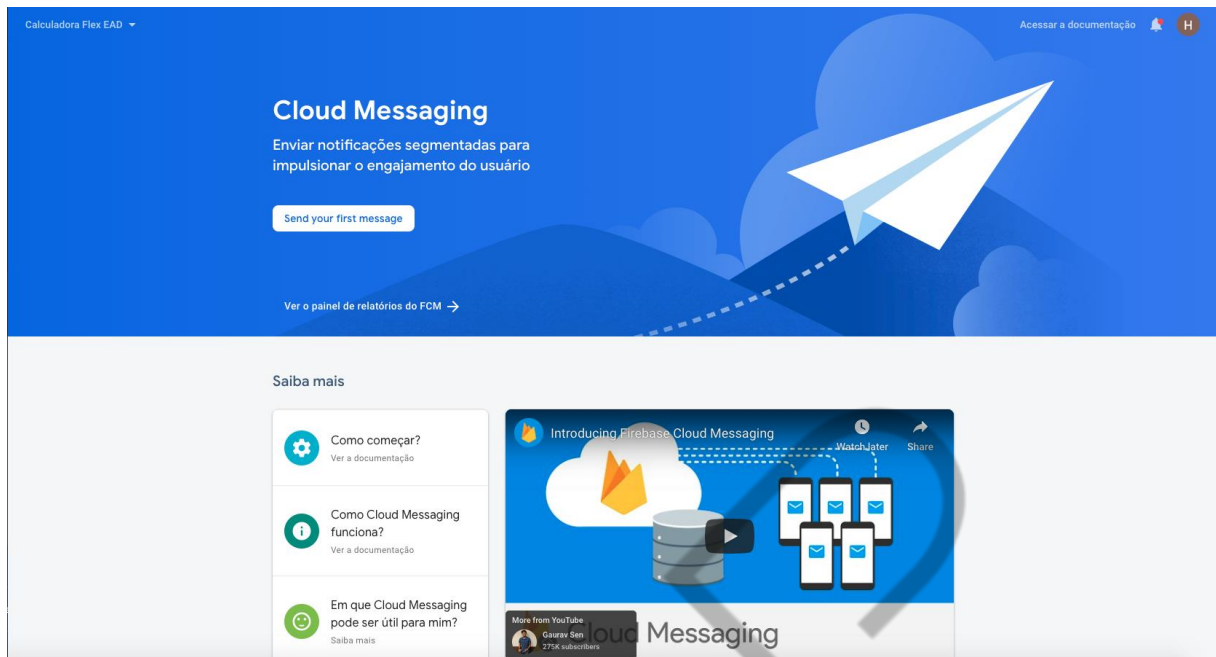 Calculadora Flex EAD
Acessar a documentação
H
Cloud Messaging
Enviar notificações segmentadas para
impulsionar o engajamento do usuário
Send your first message
Ver o painel de relatórios do FCM
Saiba mais
Como começar?
Ver a documentação
Como Cloud Messaging
funciona?
Ver a documentação
Em que Cloud Messaging
pode ser útil para mim?
Saiba mais
Introducing Firebase Cloud Messaging
Watch later
Share
More from YouTube
Gaurav Sen
275K subscribers
Cloud Messaging